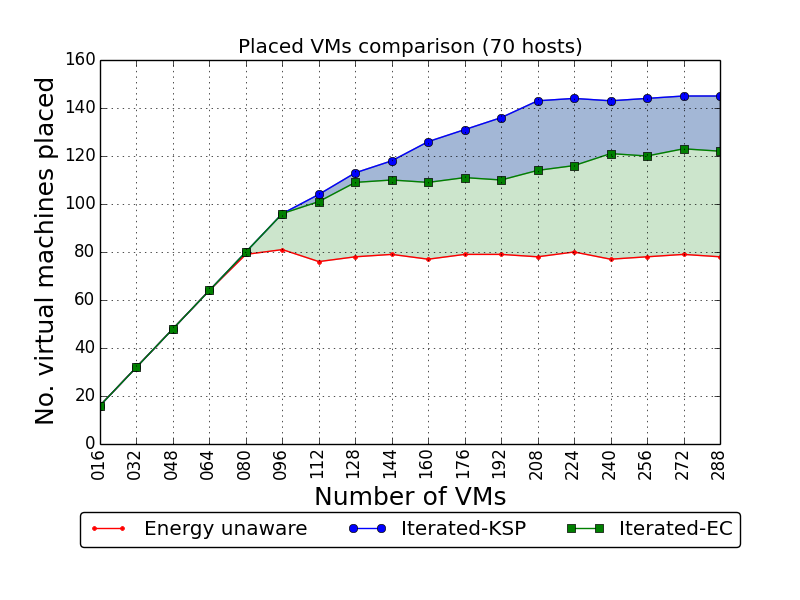 Placed VMs comparison (70 hosts)
No. virtual machines placed
160
140
120
100
80
60
40
20
0
016 032 048 064 080 096 112 128 144 160 176 192 208 224 240 256 272 288
Number of VMs
Energy unaware Iterated-KSP Iterated-EC